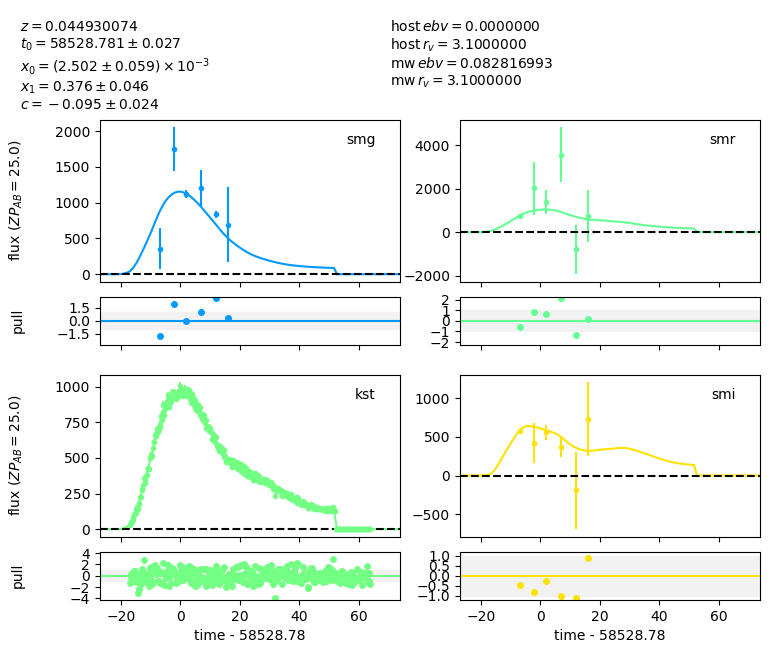 z = 0.044930074
t₀ = 58528.781 ± 0.027
x₀ = (2.502 ± 0.059) × 10⁻³
x₁ = 0.376 ± 0.046
c = −0.095 ± 0.024
host ebv = 0.0000000
host r_v = 3.1000000
mw ebv = 0.082816993
mw r_v = 3.1000000
smg
2000
1500
1000
500
0
flux (ZP_AB = 25.0)
smr
4000
2000
0
−2000
1.5
0.0
−1.5
pull
2
1
0
−1
−2
kst
1000
750
500
250
0
flux (ZP_AB = 25.0)
smi
1000
500
0
−500
4
2
0
−2
−4
pull
−20 0 20 40 60
time - 58528.78
1.0
0.5
0.0
−0.5
−1.0
−20 0 20 40 60
time - 58528.78